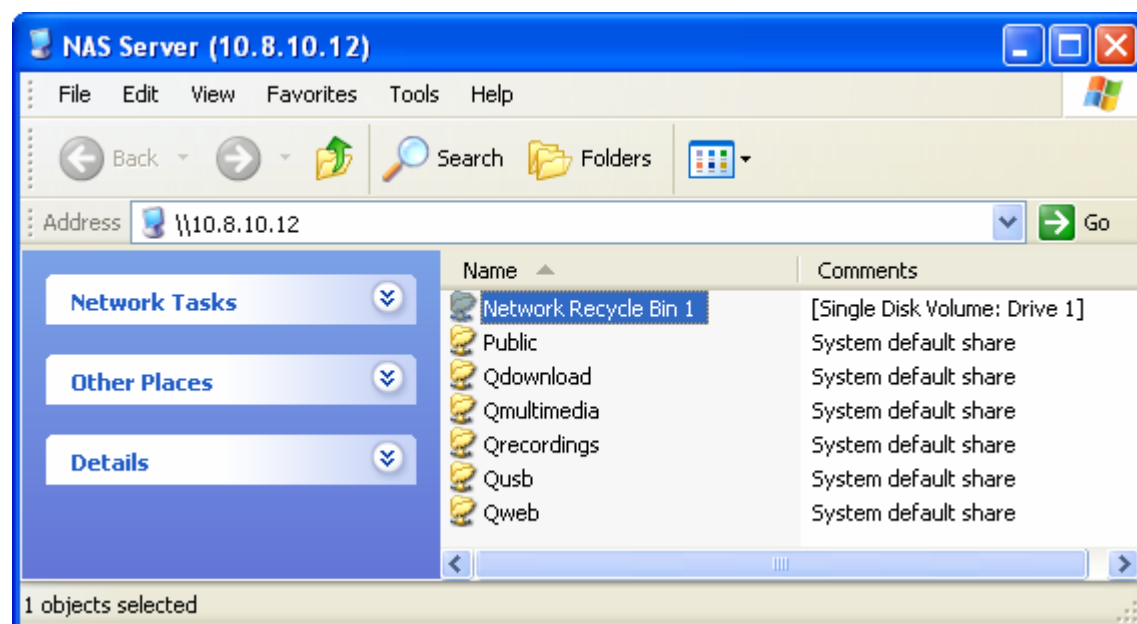 NAS Server (10.8.10.12)
File Edit View Favorites Tools Help
Back Search Folders
Address \\10.8.10.12 Go
Name Comments
Network Tasks
Other Places
Details
Network Recycle Bin 1 [Single Disk Volume: Drive 1]
Public System default share
Qdownload System default share
Qmultimedia System default share
Qrecordings System default share
Qusb System default share
Qweb System default share
1 objects selected